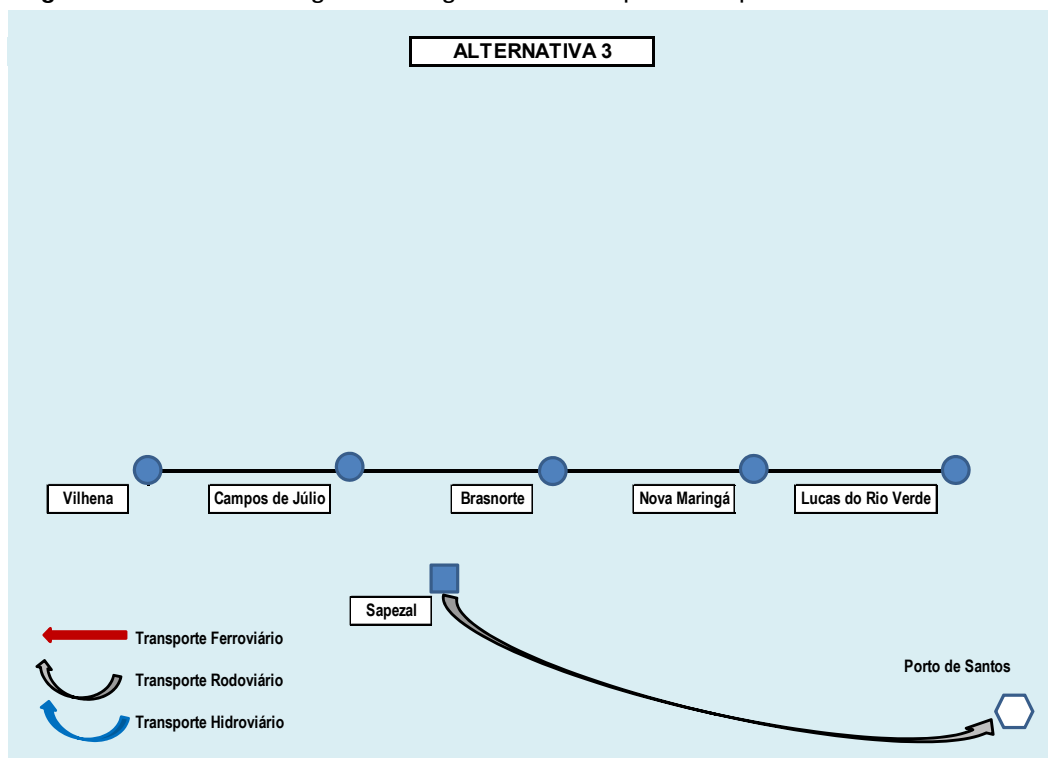 ALTERNATIVA 3
Vilhena
Campos de Júlio
Brasnorte
Nova Maringá
Lucas do Rio Verde
Sapezal
Transporte Ferroviário
Porto de Santos
Transporte Rodoviário
Transporte Hidroviário